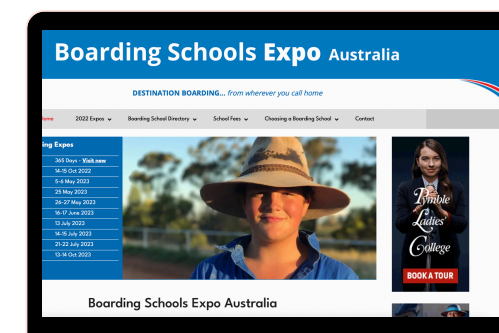 Boarding Schools Expo Australia
DESTINATION BOARDING... from wherever you call home
Home
2022 Expos
Boarding School Directory
School Fees
Choosing a Boarding School
Contact
ing Expos
365 Days - Visit now
14-15 Oct 2022
5-6 May 2023
25 May 2023
26-27 May 2023
16-17 June 2023
13 July 2023
14-15 July 2023
21-22 July 2023
13-14 Oct 2023
Pymble
Ladies'
College
BOOK A TOUR
Boarding Schools Expo Australia